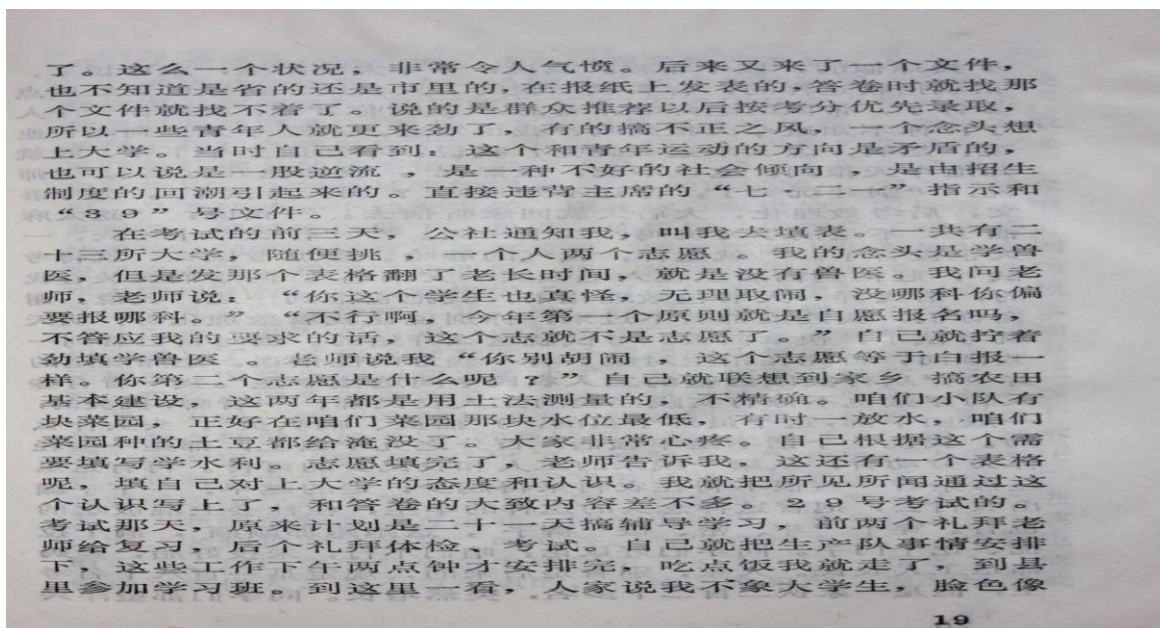 了。这么一个状况，非常令人气愤。后来又来了一个文件，
也不知道是省的还是市里的，在报纸上发表的，答卷时就找那
个文件就找不着了。说的是群众推荐以后按考分优先录取，
所以一些青年人就更来劲了，有的搞不正之风，一个念头想
上大学。当时自己看到：这个和青年运动的方向是矛盾的，
也可以说是一股逆流，是一种不好的社会倾向，是由招生
制度的回潮引起来的。直接违背主席的“七·二一”指示和
“39”号文件。
在考试的前三天，公社通知我，叫我去填表。一共有二
十三所大学，随便挑，一个人两个志愿。我的念头是学兽
医，但是发那个表格翻了老长时间，就是没有兽医。我问老
师，老师说：“你这个学生也真怪，无理取闹，没哪科你偏
要报哪科。”“不行啊，今年第一个原则就是自愿报名吗，
不答应我的要求的话，这个志就不是志愿了。”自己就拧着
劲填学兽医。老师说我“你别胡闹，这个志愿等于白报一
样。你第二个志愿是什么呢？”自己就联想到家乡搞农田
基本建设，这两年都是用土法测量的，不精确。咱们小队有
块菜园，正好在咱们菜园那块水位最低，有时一放水，咱们
菜园种的土豆都给淹没了。大家非常心疼。自己根据这个需
要填写学水利。志愿填完了，老师告诉我，这还有一个表格
呢，填自己对上大学的态度和认识。我就把所见所闻通过这
个认识写上了，和答卷的大致内容差不多。29号考试的。
考试那天，原来计划是二十一天搞辅导学习，前两个礼拜老
师给复习，后个礼拜体检、考试。自己就把生产队事情安排
下，这些工作下午两点钟才安排完，吃点饭我就走了，到县
里参加学习班。到这里一看，人家说我不象大学生，脸色像
19